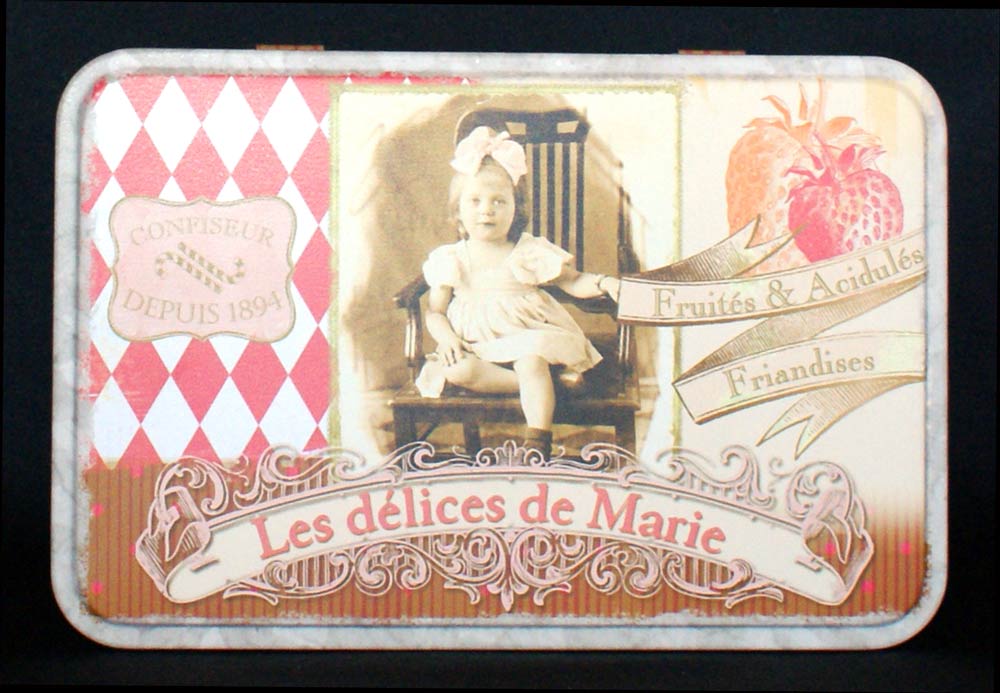 CONFISEUR
DEPUIS 1894
Fruités & Acidulés
Friandises
Les délices de Marie